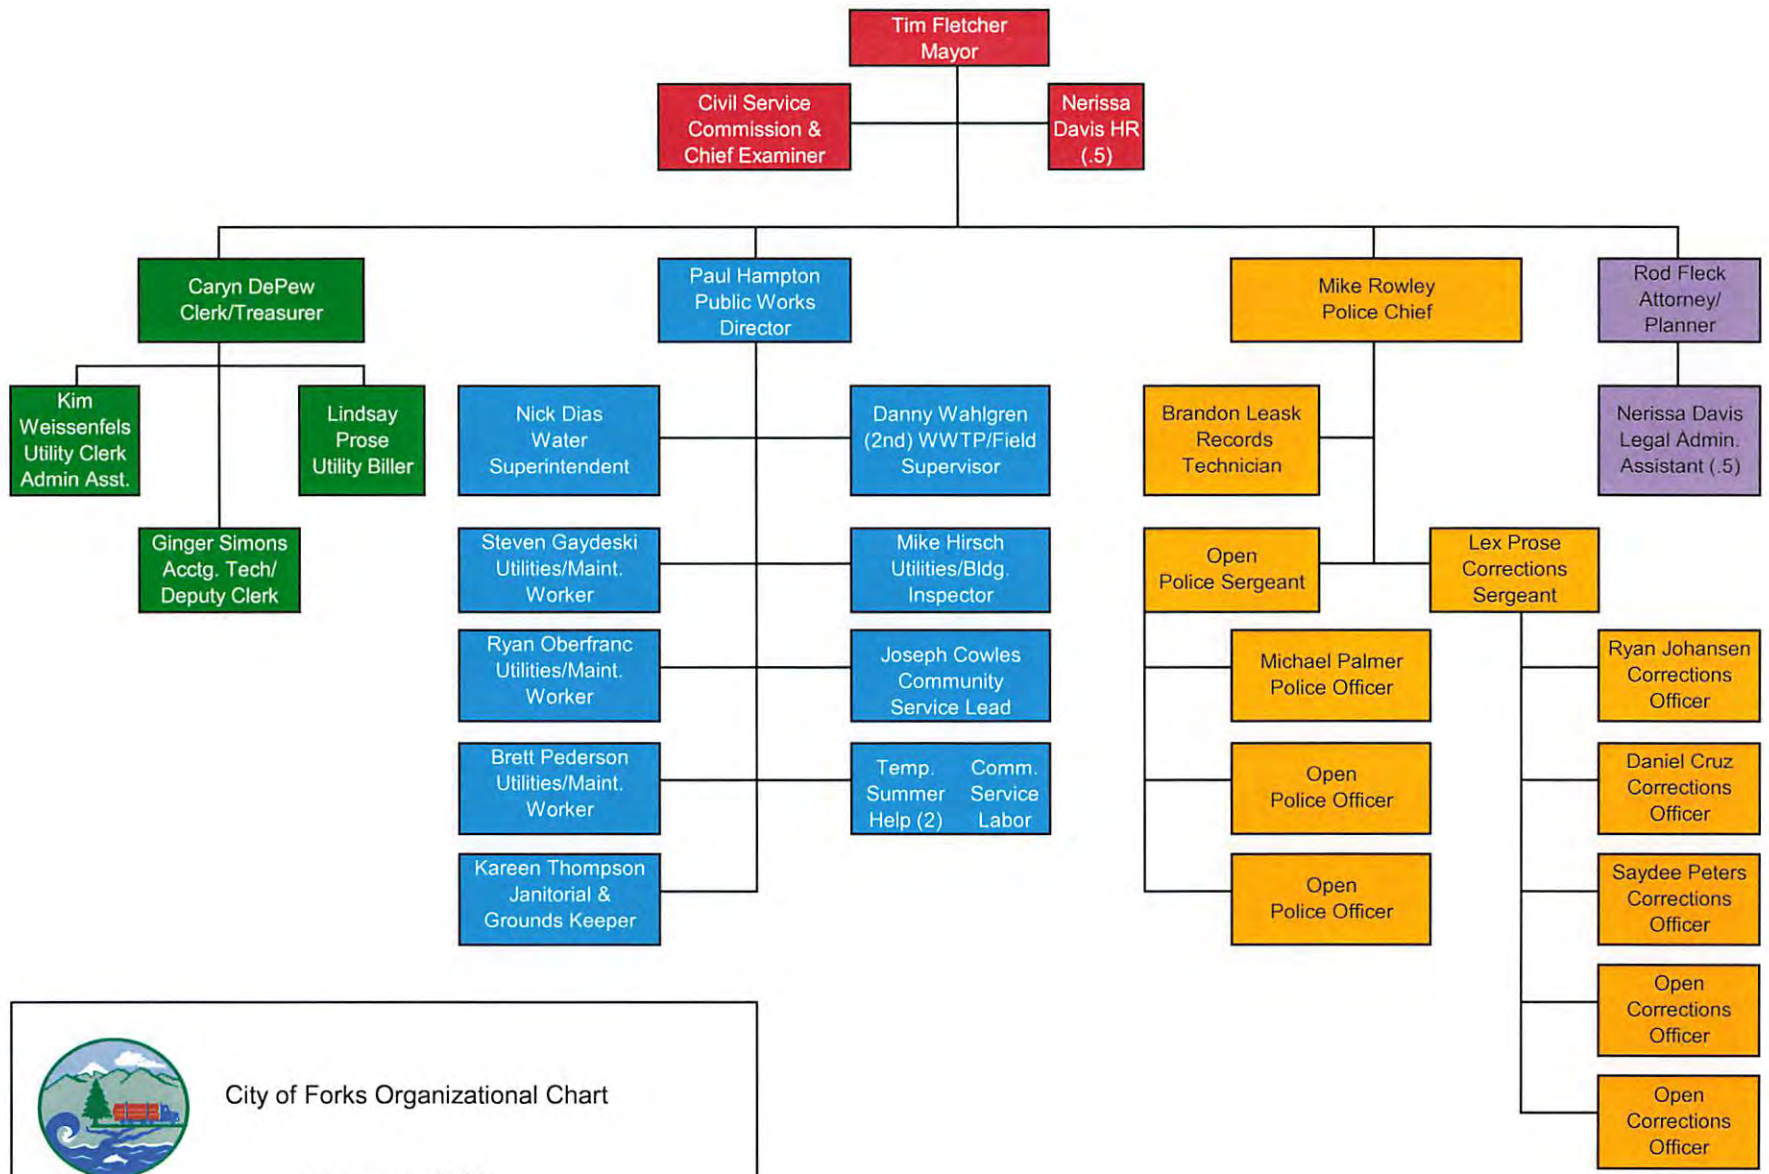 Tim Fletcher
Mayor
Civil Service
Commission &
Chief Examiner
Nerissa
Davis HR
(.5)
Caryn DePew
Clerk/Treasurer
Paul Hampton
Public Works
Director
Mike Rowley
Police Chief
Rod Fleck
Attorney/
Planner
Kim
Weissenfels
Utility Clerk
Admin Asst.
Lindsay
Prose
Utility Biller
Ginger Simons
Acctg. Tech/
Deputy Clerk
Nick Dias
Water
Superintendent
Danny Wahlgren
(2nd) WWTP/Field
Supervisor
Steven Gaydeski
Utilities/Maint.
Worker
Mike Hirsch
Utilities/Bldg.
Inspector
Ryan Oberfranc
Utilities/Maint.
Worker
Joseph Cowles
Community
Service Lead
Brett Pederson
Utilities/Maint.
Worker
Temp.
Summer
Help (2)
Comm.
Service
Labor
Kareen Thompson
Janitorial &
Grounds Keeper
Brandon Leask
Records
Technician
Nerissa Davis
Legal Admin.
Assistant (.5)
Open
Police Sergeant
Lex Prose
Corrections
Sergeant
Michael Palmer
Police Officer
Open
Police Officer
Open
Police Officer
Ryan Johansen
Corrections
Officer
Daniel Cruz
Corrections
Officer
Saydee Peters
Corrections
Officer
Open
Corrections
Officer
Open
Corrections
Officer
City of Forks Organizational Chart